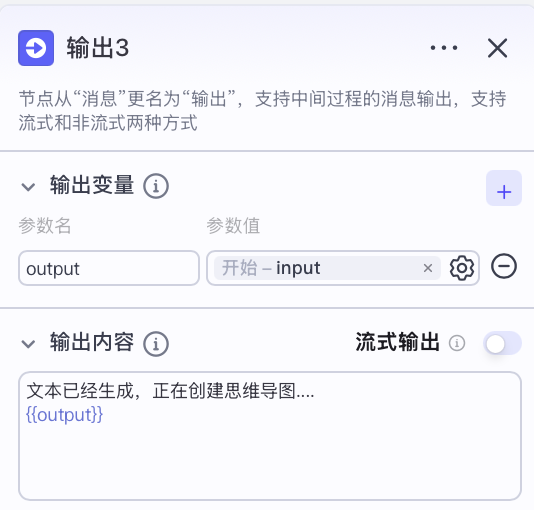 输出3
节点从“消息”更名为“输出”，支持中间过程的消息输出，支持
流式和非流式两种方式
输出变量
参数名 参数值
output 开始 – input
输出内容 流式输出
文本已经生成，正在创建思维导图....
{{output}}